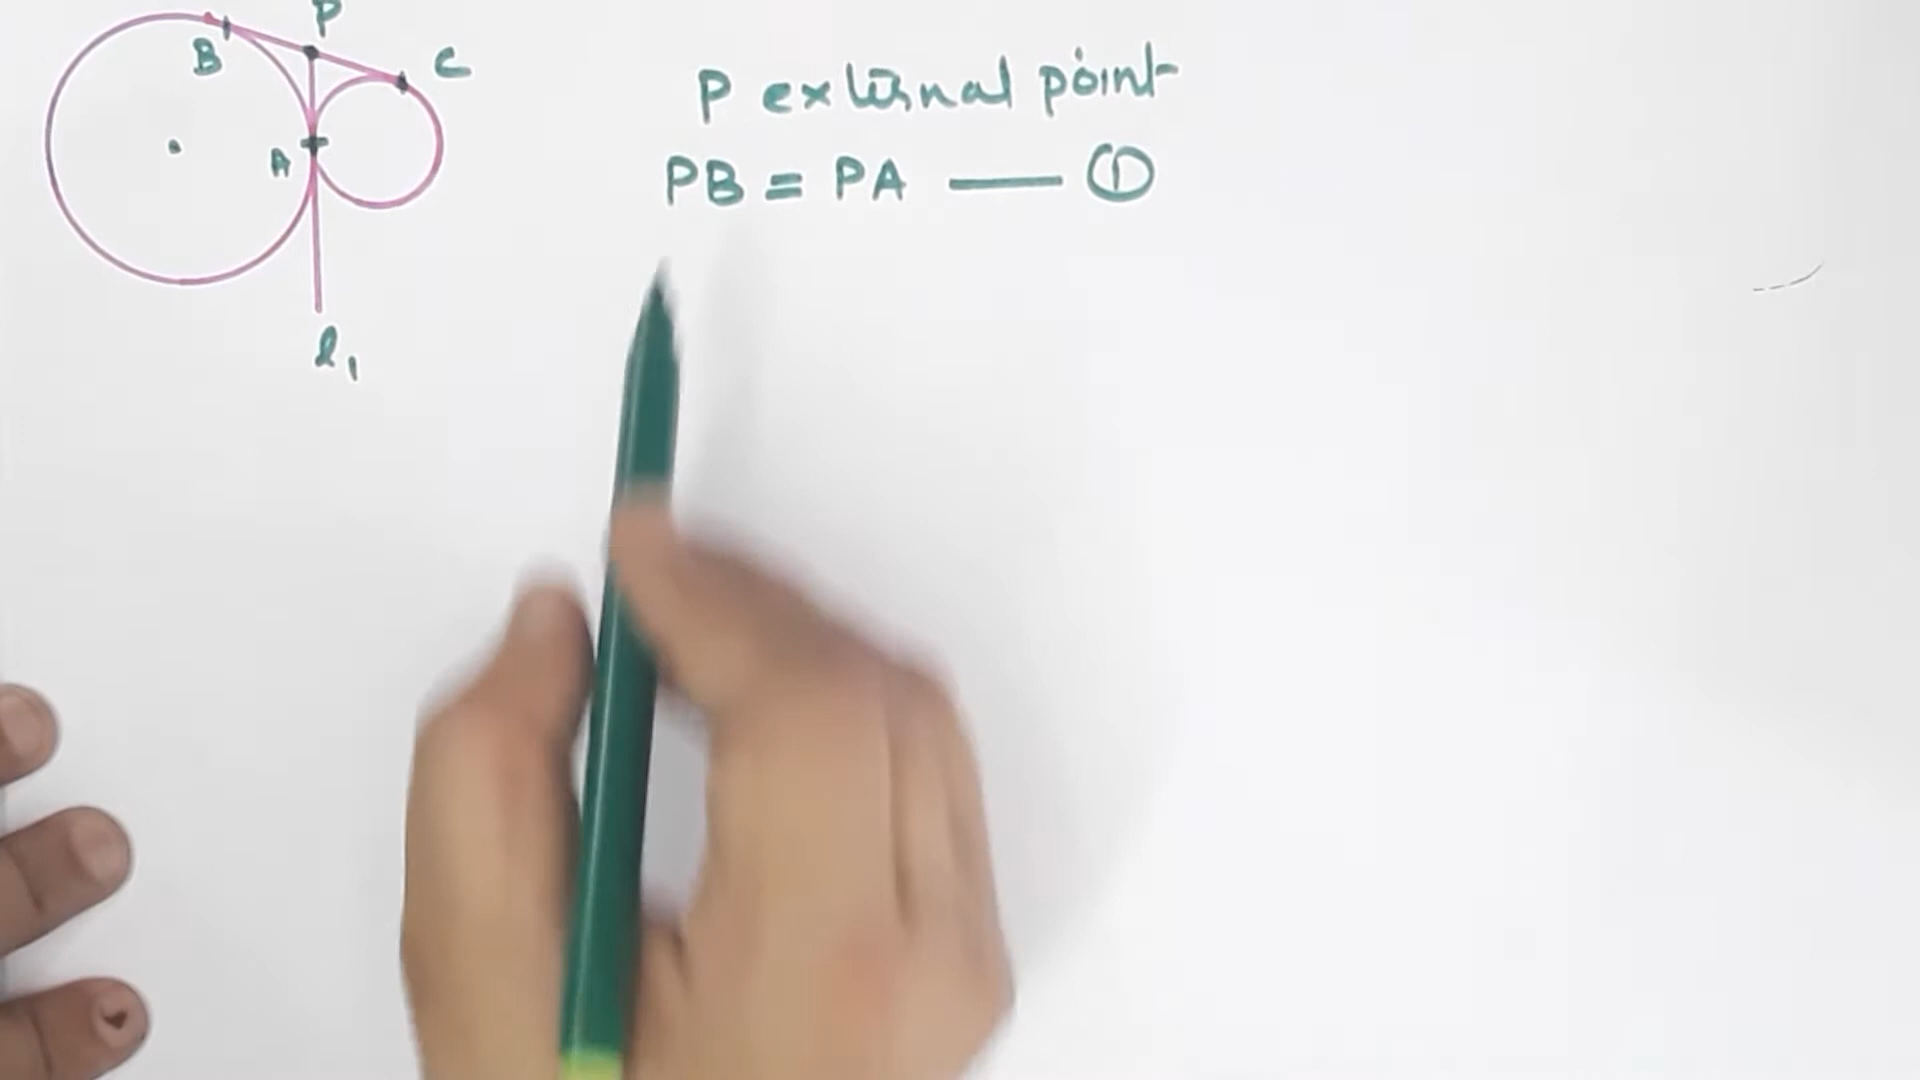 P
B
C
P external point
A
PB = PA —— ①
l₁